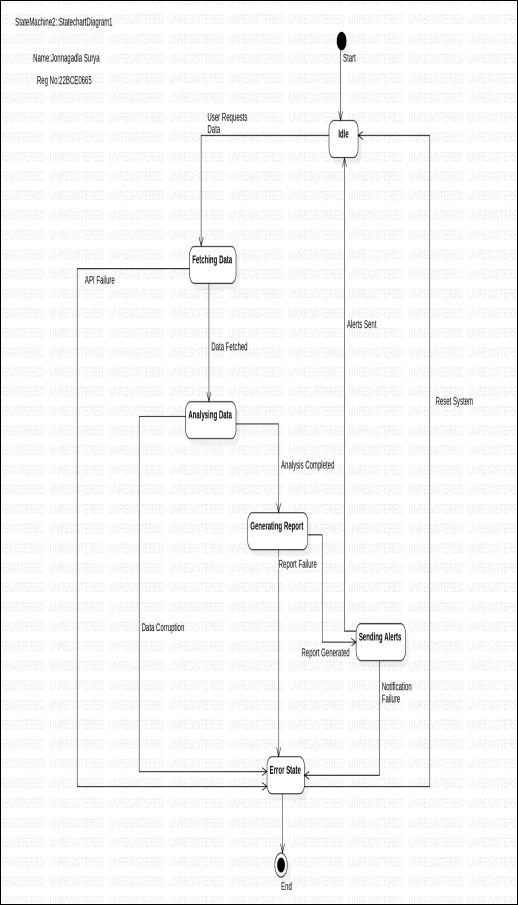 StateMachine2::StatechartDiagram1
Name:Jonnagadla Surya
Reg No:22BCE0665
Start
User Requests
Data
Idle
Fetching Data
API Failure
Alerts Sent
Data Fetched
Reset System
Analysing Data
Analysis Completed
Generating Report
Report Failure
Data Corruption
Sending Alerts
Report Generated
Notification
Failure
Error State
End